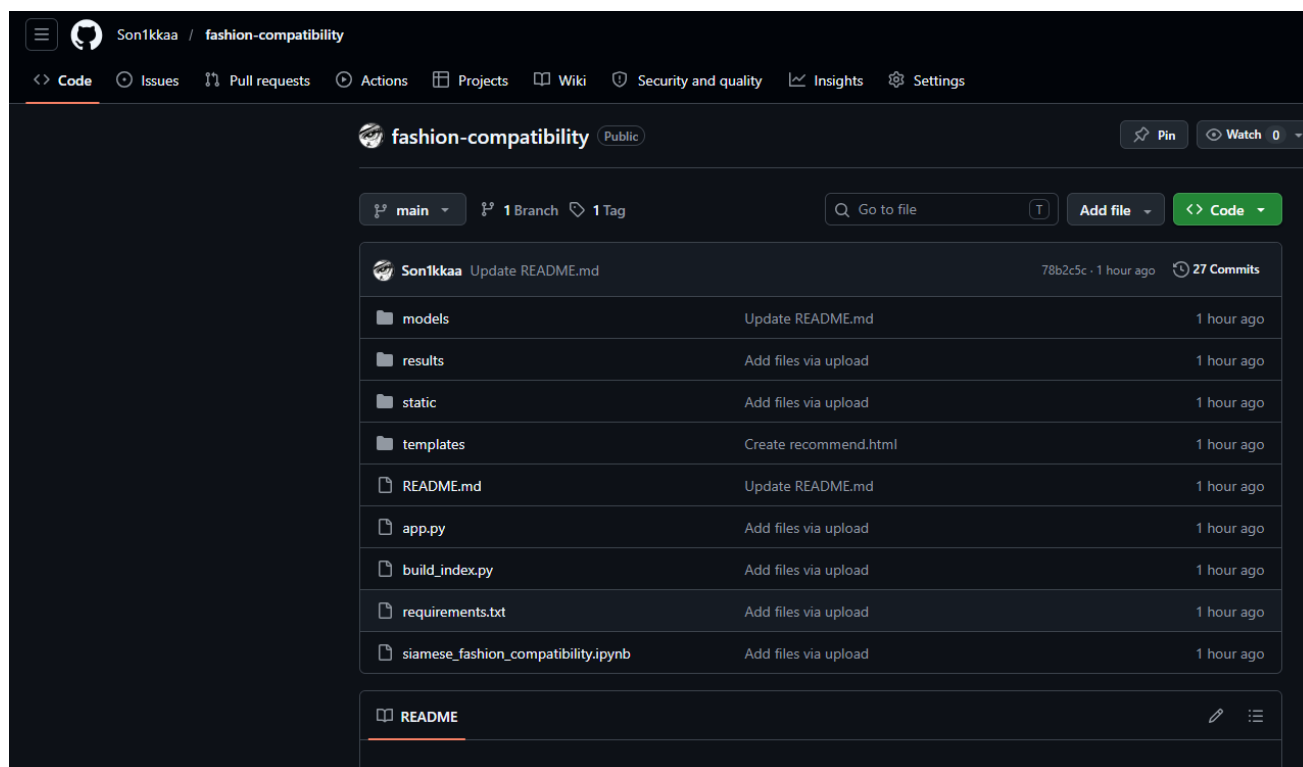 Son1kkaa / fashion-compatibility
Code Issues Pull requests Actions Projects Wiki Security and quality Insights Settings
fashion-compatibility Public Pin Watch 0
main 1 Branch 1 Tag Go to file T Add file Code
Son1kkaa Update README.md 78b2c5c · 1 hour ago 27 Commits
models Update README.md 1 hour ago
results Add files via upload 1 hour ago
static Add files via upload 1 hour ago
templates Create recommend.html 1 hour ago
README.md Update README.md 1 hour ago
app.py Add files via upload 1 hour ago
build_index.py Add files via upload 1 hour ago
requirements.txt Add files via upload 1 hour ago
siamese_fashion_compatibility.ipynb Add files via upload 1 hour ago
README